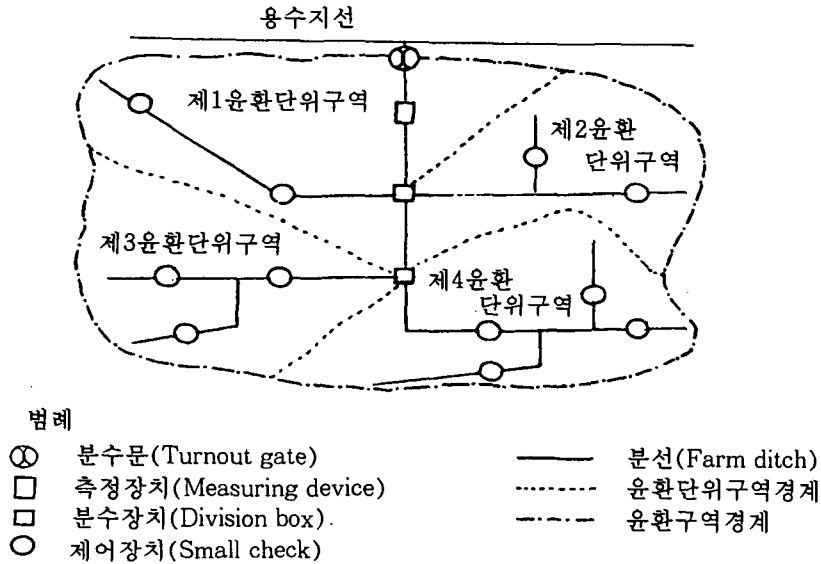 용수지선
제1윤환단위구역
제2윤환
단위구역
제3윤환단위구역
제4윤환
단위구역
범례
분수문(Turnout gate)
측정장치(Measuring device)
분수장치(Division box).
제어장치(Small check)
분선(Farm ditch)
윤환단위구역경계
윤환구역경계